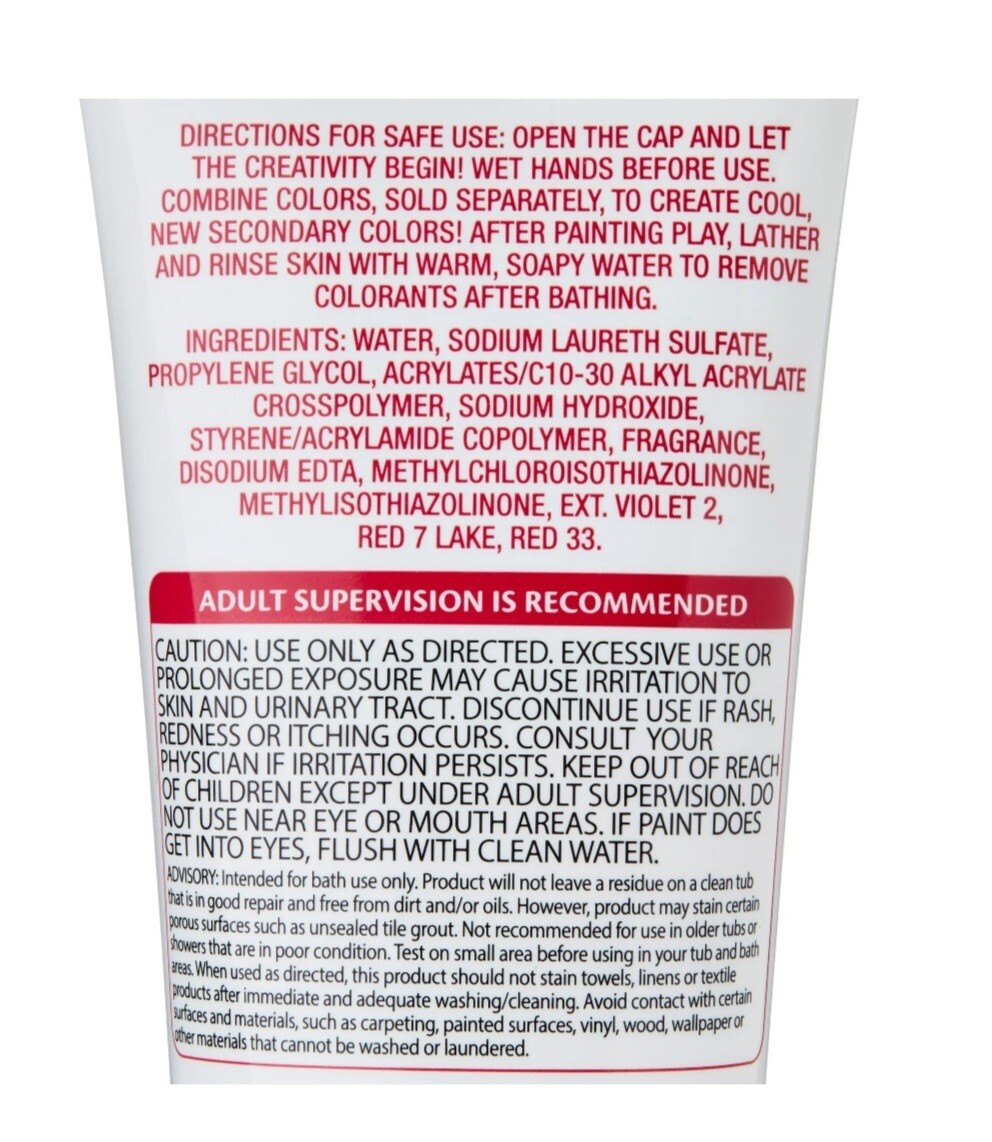 DIRECTIONS FOR SAFE USE: OPEN THE CAP AND LET
THE CREATIVITY BEGIN! WET HANDS BEFORE USE.
COMBINE COLORS, SOLD SEPARATELY, TO CREATE COOL,
NEW SECONDARY COLORS! AFTER PAINTING PLAY, LATHER
AND RINSE SKIN WITH WARM, SOAPY WATER TO REMOVE
COLORANTS AFTER BATHING.
INGREDIENTS: WATER, SODIUM LAURETH SULFATE,
PROPYLENE GLYCOL, ACRYLATES/C10-30 ALKYL ACRYLATE
CROSSPOLYMER, SODIUM HYDROXIDE,
STYRENE/ACRYLAMIDE COPOLYMER, FRAGRANCE,
DISODIUM EDTA, METHYLCHLOROISOTHIAZOLINONE,
METHYLISOTHIAZOLINONE, EXT. VIOLET 2,
RED 7 LAKE, RED 33.
ADULT SUPERVISION IS RECOMMENDED
CAUTION: USE ONLY AS DIRECTED. EXCESSIVE USE OR
PROLONGED EXPOSURE MAY CAUSE IRRITATION TO
SKIN AND URINARY TRACT. DISCONTINUE USE IF RASH,
REDNESS OR ITCHING OCCURS. CONSULT YOUR
PHYSICIAN IF IRRITATION PERSISTS. KEEP OUT OF REACH
OF CHILDREN EXCEPT UNDER ADULT SUPERVISION. DO
NOT USE NEAR EYE OR MOUTH AREAS. IF PAINT DOES
GET INTO EYES, FLUSH WITH CLEAN WATER.
ADVISORY: Intended for bath use only. Product will not leave a residue on a clean tub
that is in good repair and free from dirt and/or oils. However, product may stain certain
porous surfaces such as unsealed tile grout. Not recommended for use in older tubs or
showers that are in poor condition. Test on small area before using in your tub and bath
areas. When used as directed, this product should not stain towels, linens or textile
products after immediate and adequate washing/cleaning. Avoid contact with certain
surfaces and materials, such as carpeting, painted surfaces, vinyl, wood, wallpaper or
other materials that cannot be washed or laundered.